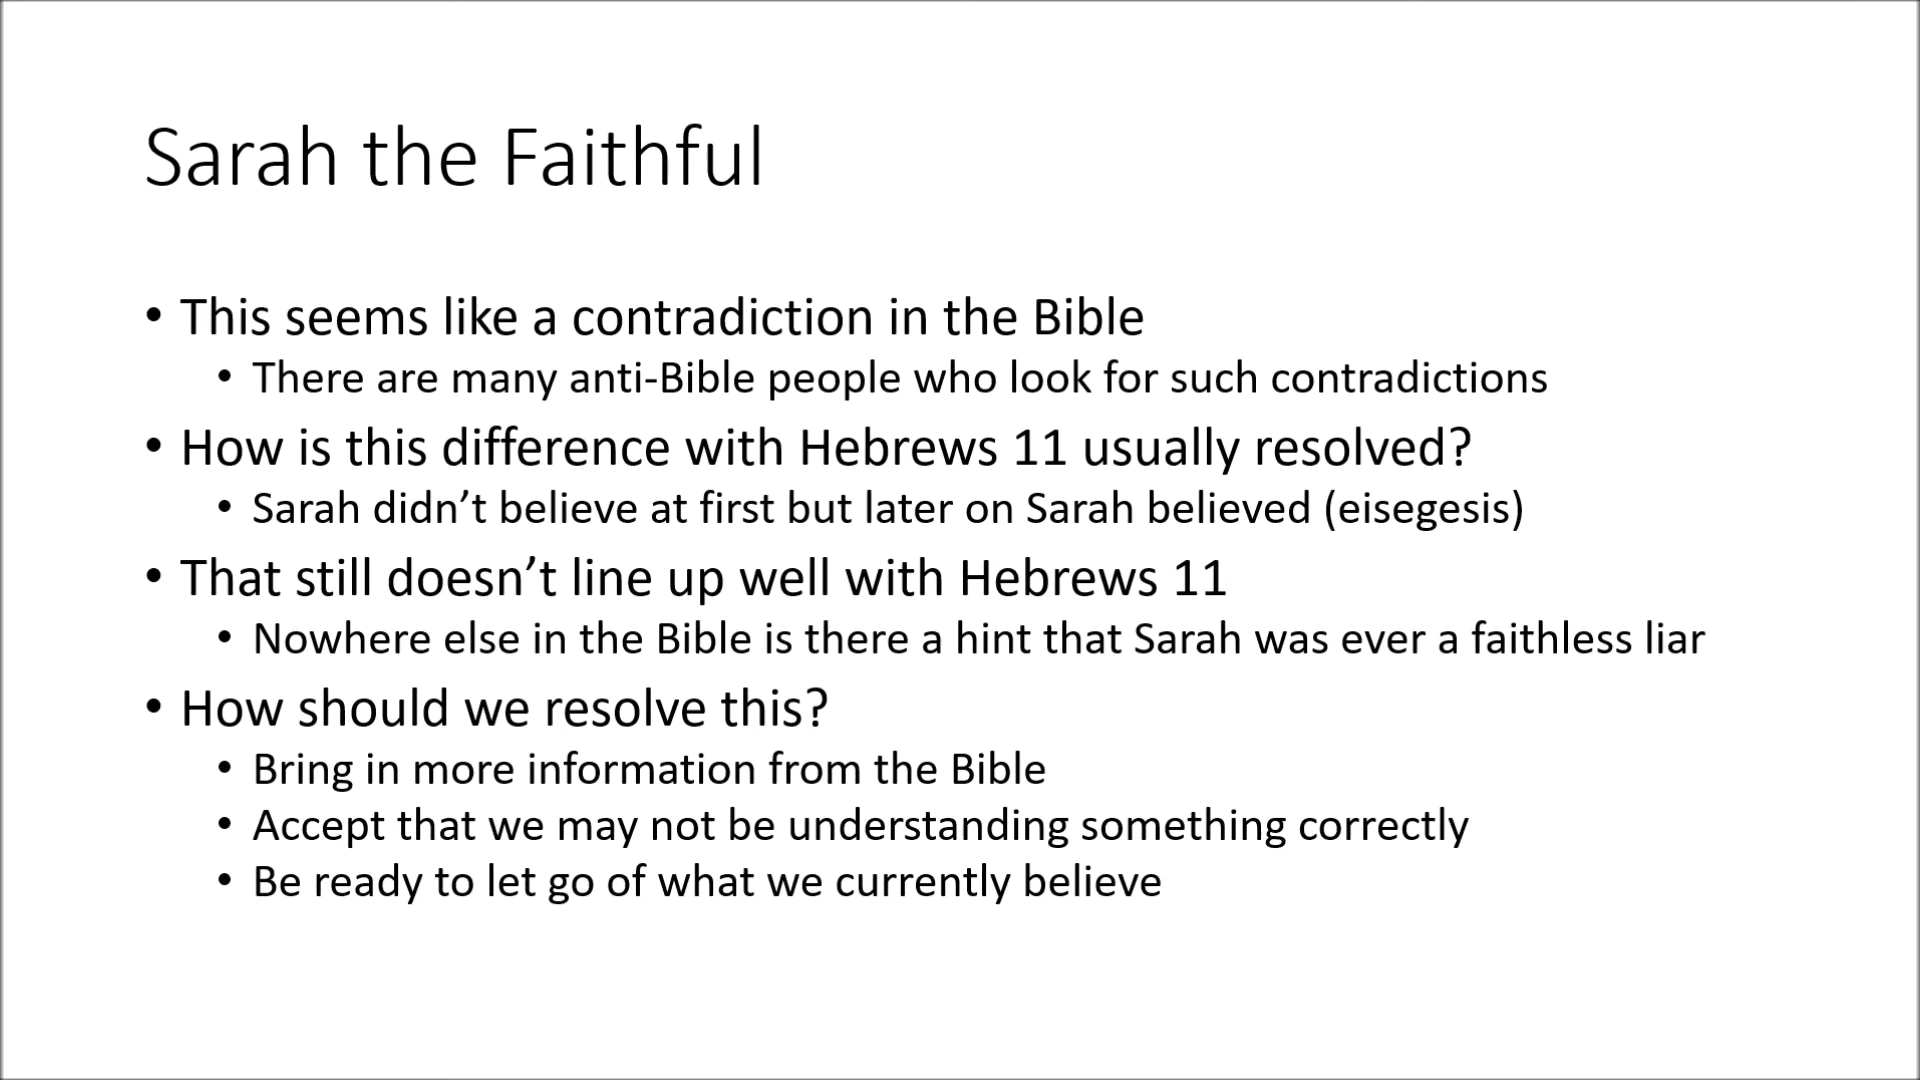 Sarah the Faithful
• This seems like a contradiction in the Bible
• There are many anti-Bible people who look for such contradictions
• How is this difference with Hebrews 11 usually resolved?
• Sarah didn’t believe at first but later on Sarah believed (eisegesis)
• That still doesn’t line up well with Hebrews 11
• Nowhere else in the Bible is there a hint that Sarah was ever a faithless liar
• How should we resolve this?
• Bring in more information from the Bible
• Accept that we may not be understanding something correctly
• Be ready to let go of what we currently believe